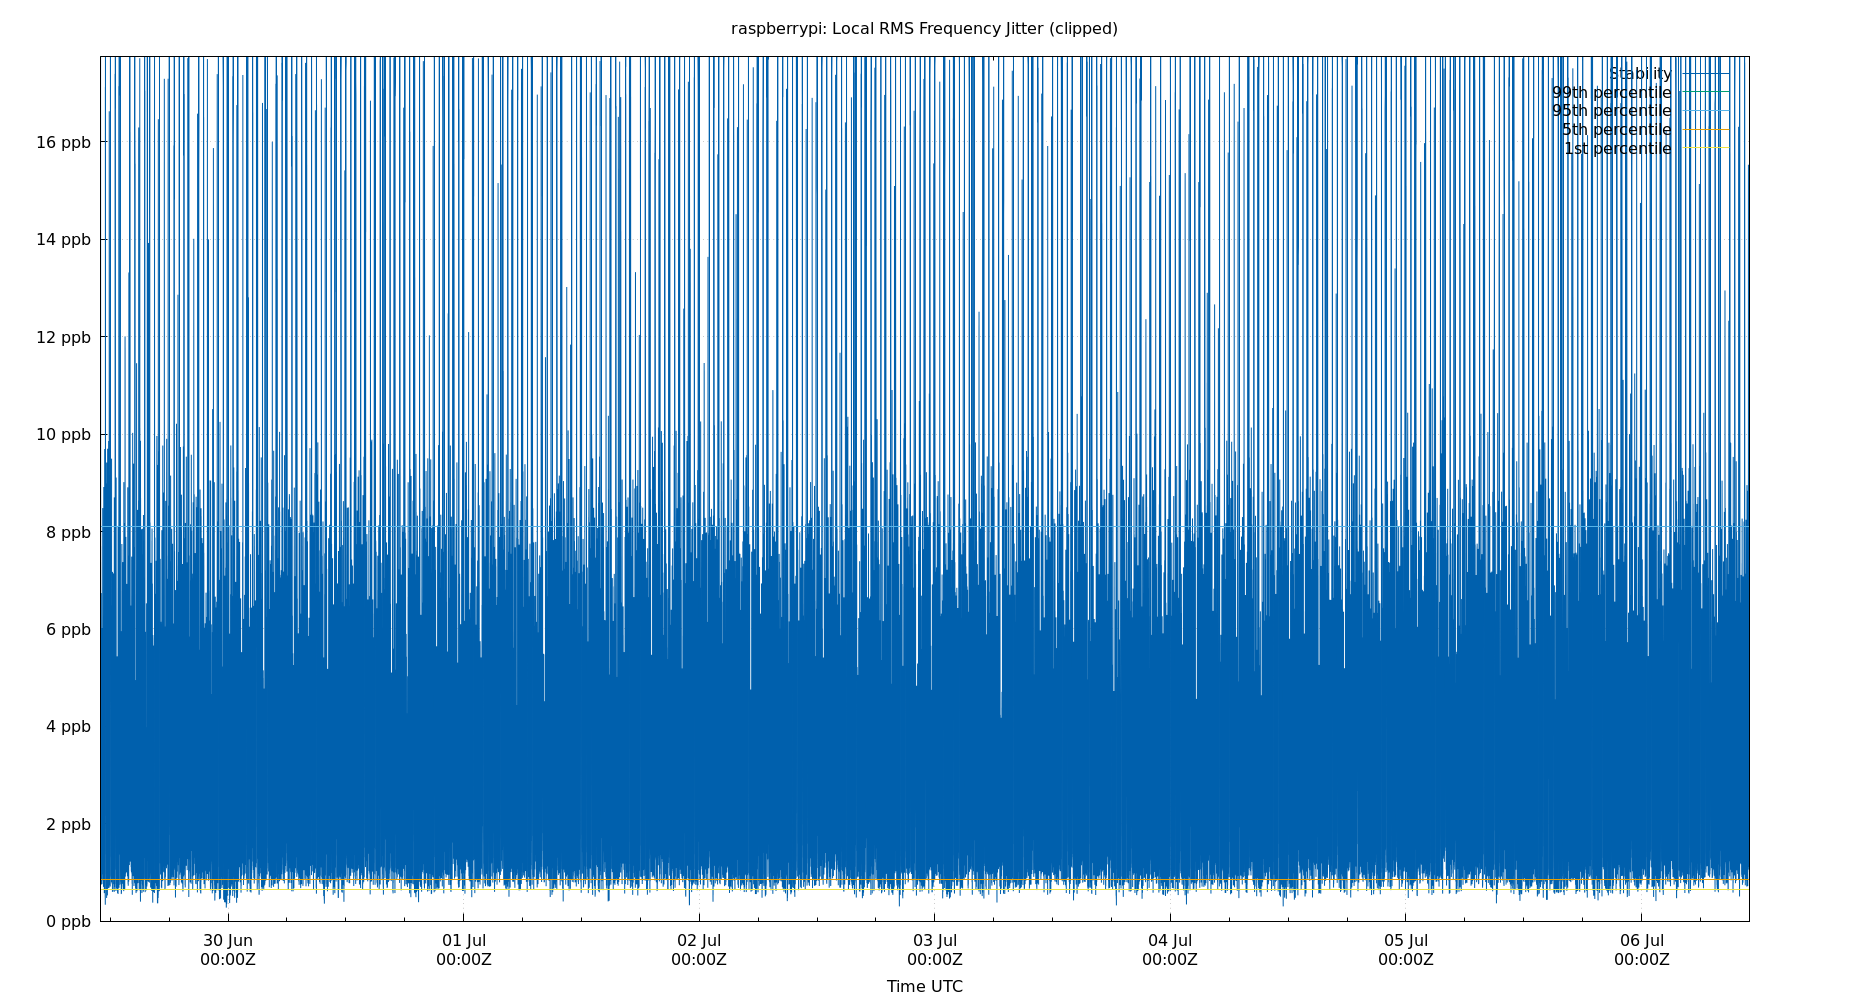 raspberrypi: Local RMS Frequency Jitter (clipped)
Stability
99th percentile
95th percentile
5th percentile
1st percentile
16 ppb
14 ppb
12 ppb
10 ppb
8 ppb
6 ppb
4 ppb
2 ppb
0 ppb
30 Jun 01 Jul 02 Jul 03 Jul 04 Jul 05 Jul 06 Jul
00:00Z 00:00Z 00:00Z 00:00Z 00:00Z 00:00Z 00:00Z
Time UTC